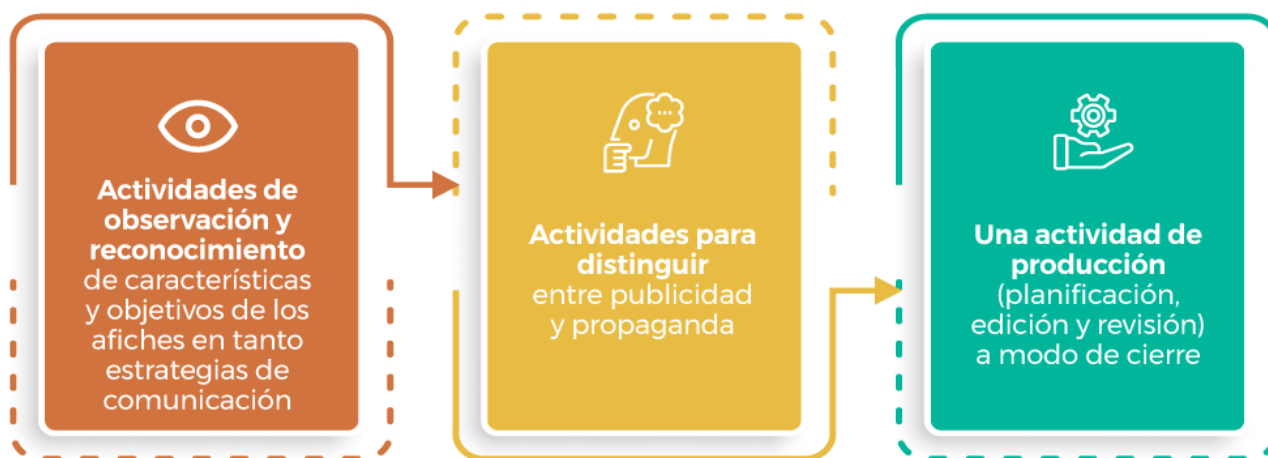 Actividades de
observación y
reconocimiento
de características
y objetivos de los
afiches en tanto
estrategias de
comunicación
Actividades para
distinguir
entre publicidad
y propaganda
Una actividad de
producción
(planificación,
edición y revisión)
a modo de cierre